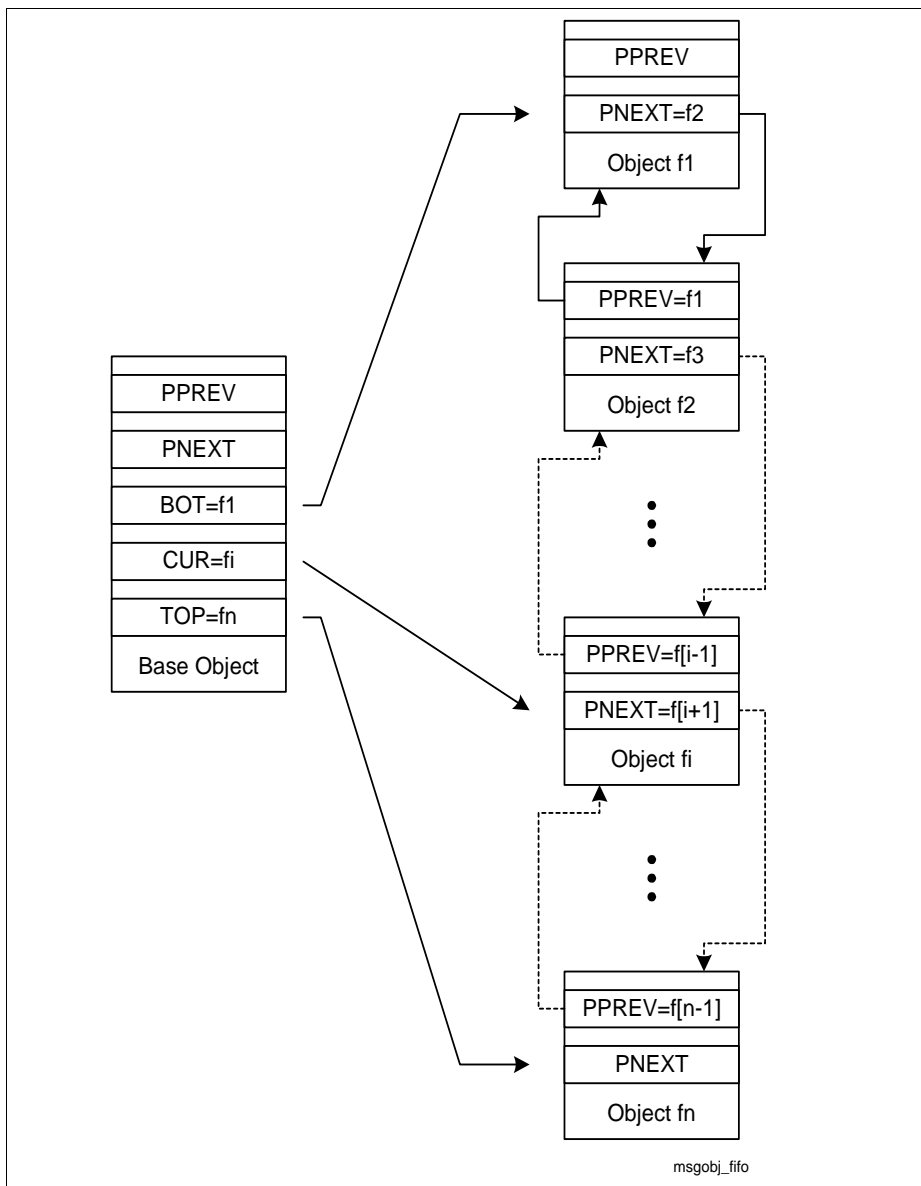 PPREV
PNEXT=f2
Object f1
PPREV=f1
PNEXT=f3
Object f2
PPREV
PNEXT
BOT=f1
CUR=fi
TOP=fn
Base Object
PPREV=f[i-1]
PNEXT=f[i+1]
Object fi
PPREV=f[n-1]
PNEXT
Object fn
msgobj_fifo